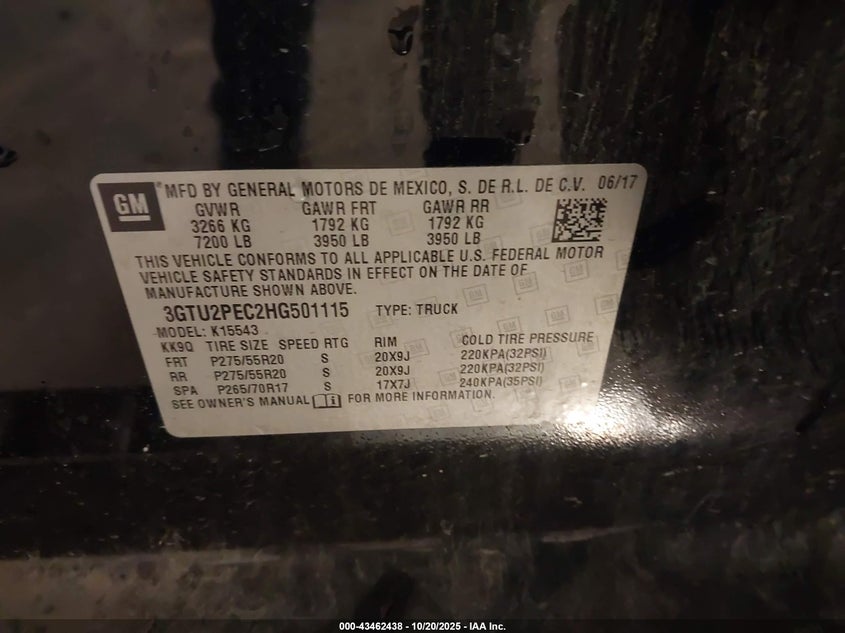 GM ® MFD BY GENERAL MOTORS DE MEXICO, S. DE R.L. DE C.V. 06/17
GVWR GAWR FRT GAWR RR
3266 KG 1792 KG 1792 KG
7200 LB 3950 LB 3950 LB
THIS VEHICLE CONFORMS TO ALL APPLICABLE U.S. FEDERAL MOTOR
VEHICLE SAFETY STANDARDS IN EFFECT ON THE DATE OF
MANUFACTURE SHOWN ABOVE.
3GTU2PEC2HG501115 TYPE: TRUCK
MODEL: K15543
KK9Q TIRE SIZE SPEED RTG RIM COLD TIRE PRESSURE
FRT P275/55R20 S 20X9J 220KPA(32PSI)
RR P275/55R20 S 20X9J 220KPA(32PSI)
SPA P265/70R17 S 17X7J 240KPA(35PSI)
SEE OWNER'S MANUAL FOR MORE INFORMATION.
000-43462438 - 10/20/2025 - IAA Inc.